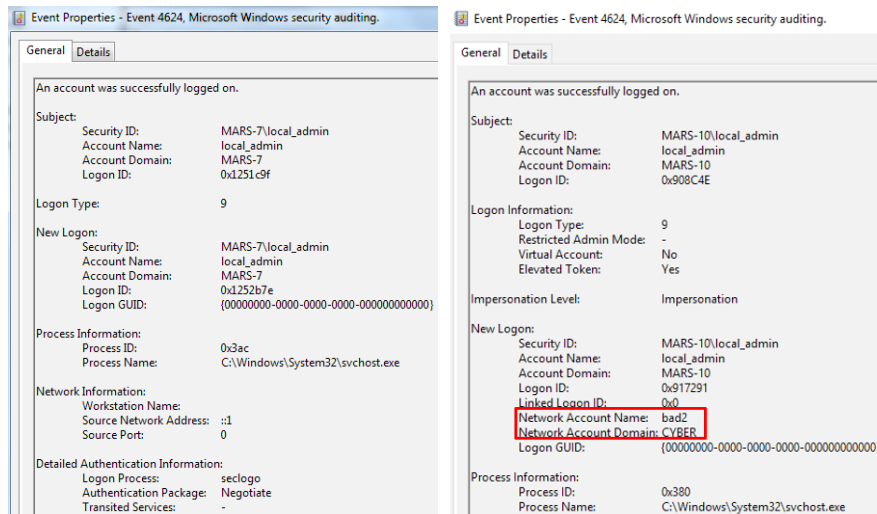 Event Properties - Event 4624, Microsoft Windows security auditing.
General Details
An account was successfully logged on.
Subject:
Security ID: MARS-7\local_admin
Account Name: local_admin
Account Domain: MARS-7
Logon ID: 0x1251c9f
Logon Type: 9
New Logon:
Security ID: MARS-7\local_admin
Account Name: local_admin
Account Domain: MARS-7
Logon ID: 0x1252b7e
Logon GUID: {00000000-0000-0000-0000-000000000000}
Process Information:
Process ID: 0x3ac
Process Name: C:\Windows\System32\svchost.exe
Network Information:
Workstation Name:
Source Network Address: ::1
Source Port: 0
Detailed Authentication Information:
Logon Process: seclogo
Authentication Package: Negotiate
Transited Services: -
Event Properties - Event 4624, Microsoft Windows security auditing.
General Details
An account was successfully logged on.
Subject:
Security ID: MARS-10\local_admin
Account Name: local_admin
Account Domain: MARS-10
Logon ID: 0x908C4E
Logon Information:
Logon Type: 9
Restricted Admin Mode: -
Virtual Account: No
Elevated Token: Yes
Impersonation Level: Impersonation
New Logon:
Security ID: MARS-10\local_admin
Account Name: local_admin
Account Domain: MARS-10
Logon ID: 0x917291
Linked Logon ID: 0x0
Network Account Name: bad2
Network Account Domain: CYBER
Logon GUID: {00000000-0000-0000-0000-000000000000
Process Information:
Process ID: 0x380
Process Name: C:\Windows\System32\svchost.exe